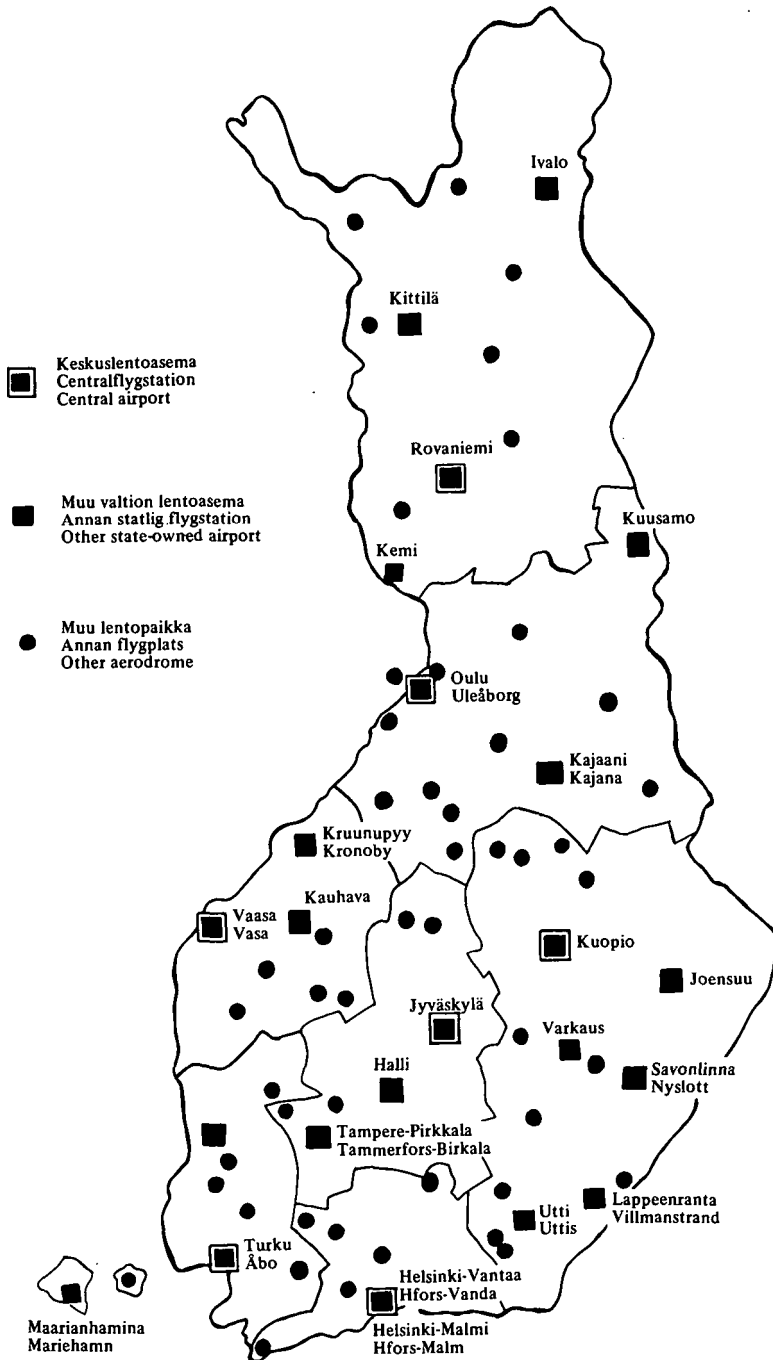 Ivalo
Kittilä
Keskuslentoasema
Centralflygstation
Central airport
Rovaniemi
Muu valtion lentoasema
Annan statlig flygstation
Other state-owned airport
Kuusamo
Kemi
Muu lentopaikka
Annan flygplats
Other aerodrome
Oulu
Uleåborg
Kajaani
Kajana
Kruunupyy
Kronoby
Kauhava
Vaasa
Vasa
Kuopio
Joensuu
Jyväskylä
Varkaus
Halli
Savonlinna
Nyslott
Tampere-Pirkkala
Tammerfors-Birkala
Lappeenranta
Villmanstrand
Utti
Uttis
Turku
Åbo
Helsinki-Vantaa
Hfors-Vanda
Maarianhamina
Mariehamn
Helsinki-Malmi
Hfors-Malm